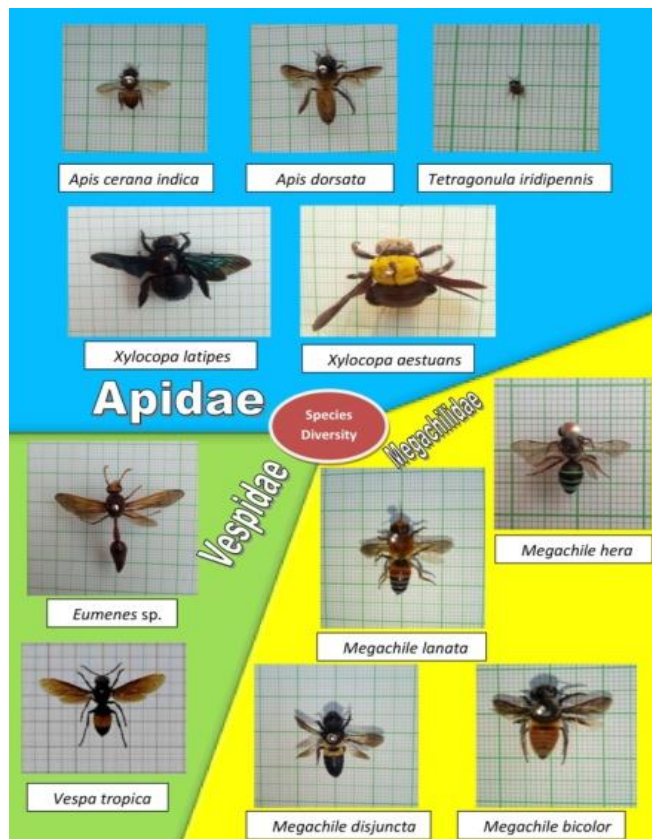 Apis cerana indica
Apis dorsata
Tetragonula iridipennis
Xylocopa latipes
Xylocopa aestuans
Apidae
Species
Diversity
Megachilidae
Vespidae
Megachile hera
Eumenes sp.
Megachile lanata
Vespa tropica
Megachile disjuncta
Megachile bicolor